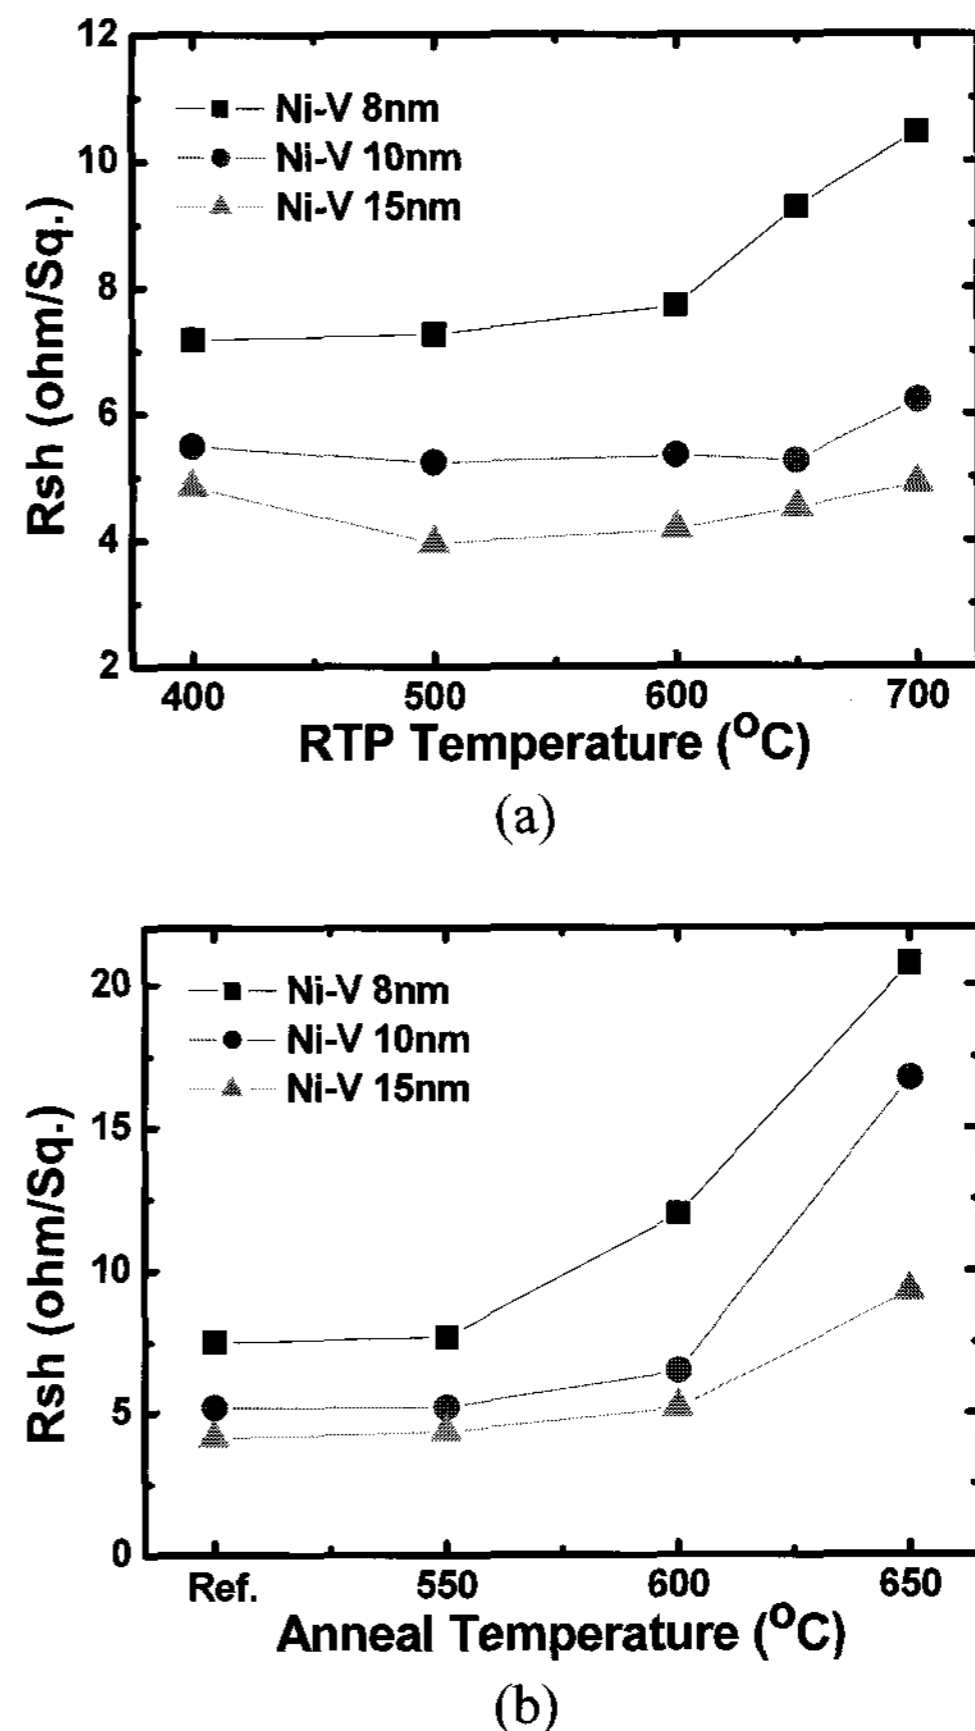 12
10
8
6
4
2
Rsh (ohm/Sq.)
Ni-V 8nm
Ni-V 10nm
Ni-V 15nm
400 500 600 700
RTP Temperature (°C)
(a)
20
15
10
5
0
Rsh (ohm/Sq.)
Ni-V 8nm
Ni-V 10nm
Ni-V 15nm
Ref. 550 600 650
Anneal Temperature (°C)
(b)